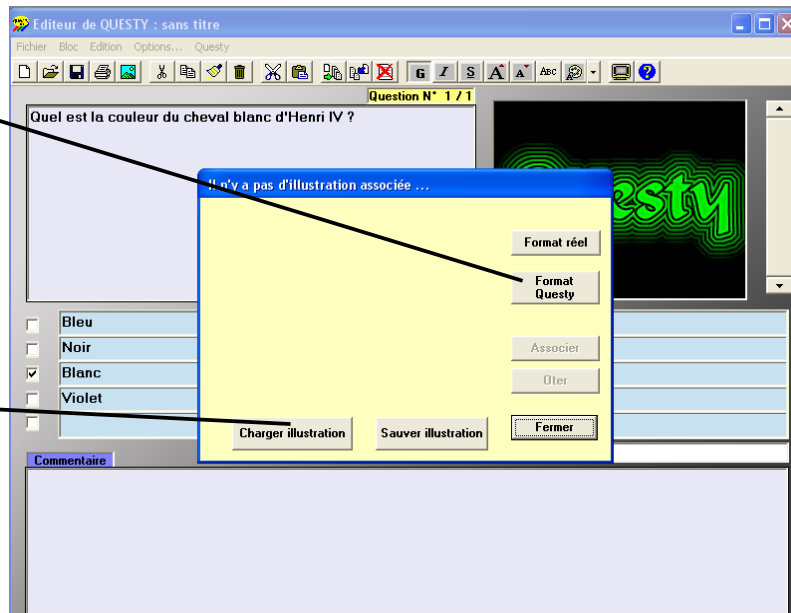 Editeur de QUESTY : sans titre
Fichier Bloc Edition Options... Questy
G I S A A ABC
Question N° 1 / 1
Quel est la couleur du cheval blanc d'Henri IV ?
Questy
Il n'y a pas d'illustration associée ...
Format réel
Format
Questy
Associer
Oter
Charger illustration Sauver illustration Fermer
Bleu
Noir
Blanc
Violet
Commentaire